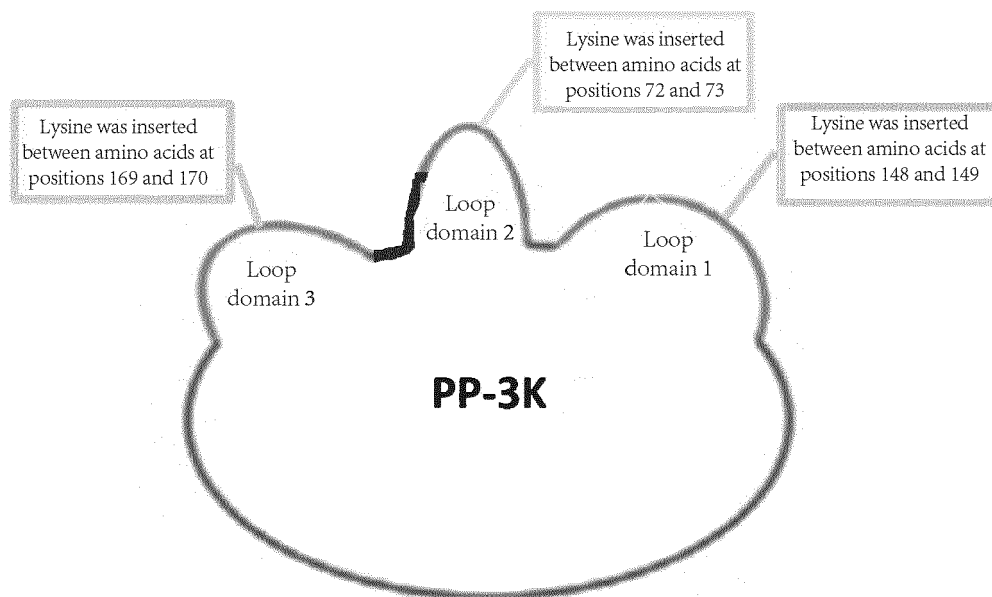 Lysine was inserted
between amino acids at
positions 72 and 73
Lysine was inserted
between amino acids at
positions 169 and 170
Lysine was inserted
between amino acids at
positions 148 and 149
Loop
domain 2
Loop
domain 3
Loop
domain 1
PP-3K